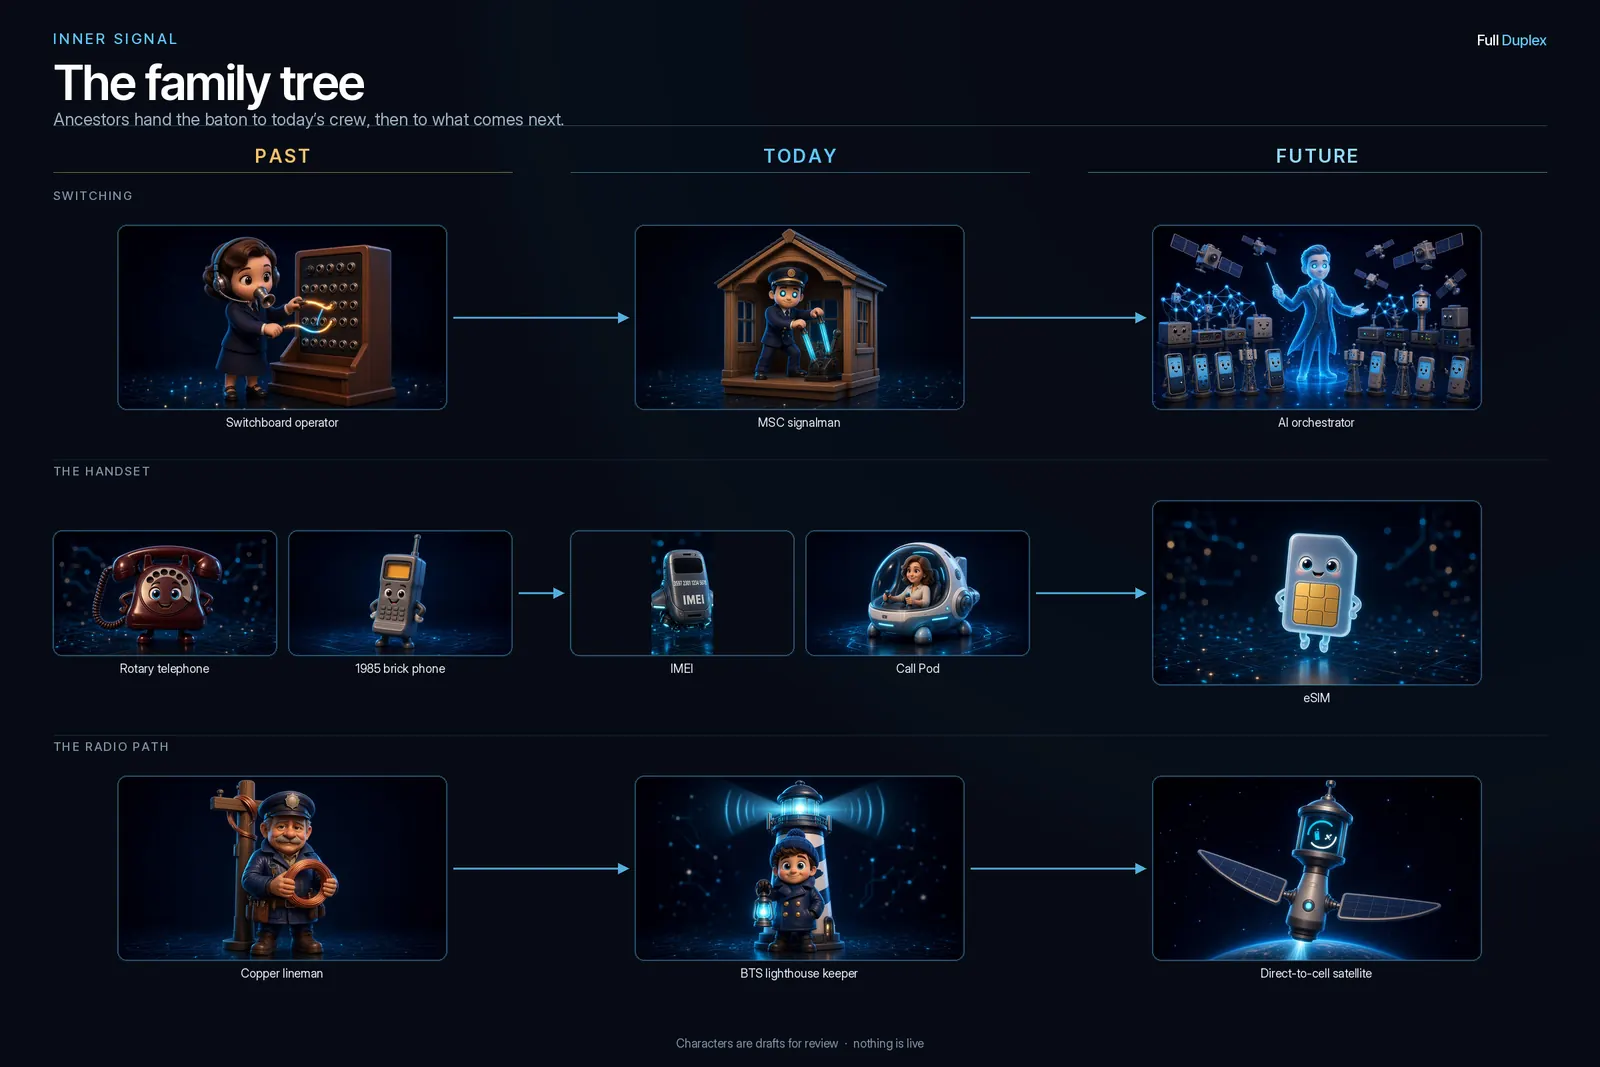 INNER SIGNAL
Full Duplex
The family tree
Ancestors hand the baton to today's crew, then to what comes next.
PAST
TODAY
FUTURE
SWITCHING
Switchboard operator
MSC signalman
AI orchestrator
THE HANDSET
IMEI
Rotary telephone
1985 brick phone
IMEI
Call Pod
eSIM
THE RADIO PATH
Copper lineman
BTS lighthouse keeper
Direct-to-cell satellite
Characters are drafts for review · nothing is live